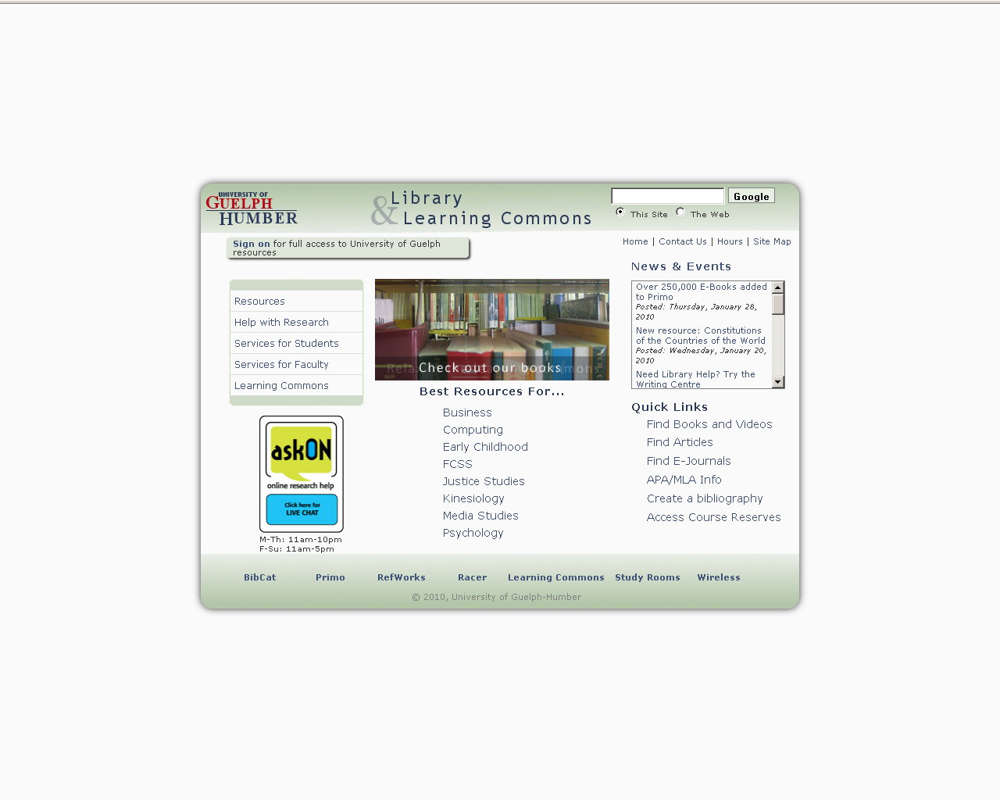 UNIVERSITY OF
GUELPH
HUMBER
Library
& Learning Commons
Google
This Site The Web
Sign on for full access to University of Guelph
resources
Home | Contact Us | Hours | Site Map
Resources
Help with Research
Services for Students
Services for Faculty
Learning Commons
askON
online research help
Click here for
LIVE CHAT
M-Th: 11am-10pm
F-Su: 11am-5pm
Check out our books
Best Resources For...
Business
Computing
Early Childhood
FCSS
Justice Studies
Kinesiology
Media Studies
Psychology
News & Events
Over 250,000 E-Books added
to Primo
Posted: Thursday, January 28,
2010
New resource: Constitutions
of the Countries of the World
Posted: Wednesday, January 20,
2010
Need Library Help? Try the
Writing Centre
Quick Links
Find Books and Videos
Find Articles
Find E-Journals
APA/MLA Info
Create a bibliography
Access Course Reserves
BibCat Primo RefWorks Racer Learning Commons Study Rooms Wireless
© 2010, University of Guelph-Humber